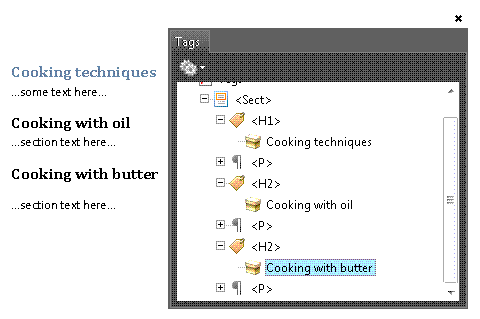 Cooking techniques
...some text here...
Cooking with oil
...section text here...
Cooking with butter
...section text here...
Tags
<Sect>
<H1>
Cooking techniques
<P>
<H2>
Cooking with oil
<P>
<H2>
Cooking with butter
<P>